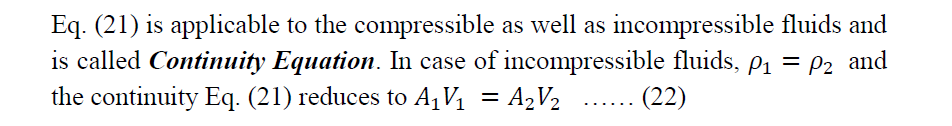 Eq. (21) is applicable to the compressible as well as incompressible fluids and
is called Continuity Equation. In case of incompressible fluids, ρ₁ = ρ₂ and
the continuity Eq. (21) reduces to A₁V₁ = A₂V₂ …… (22)